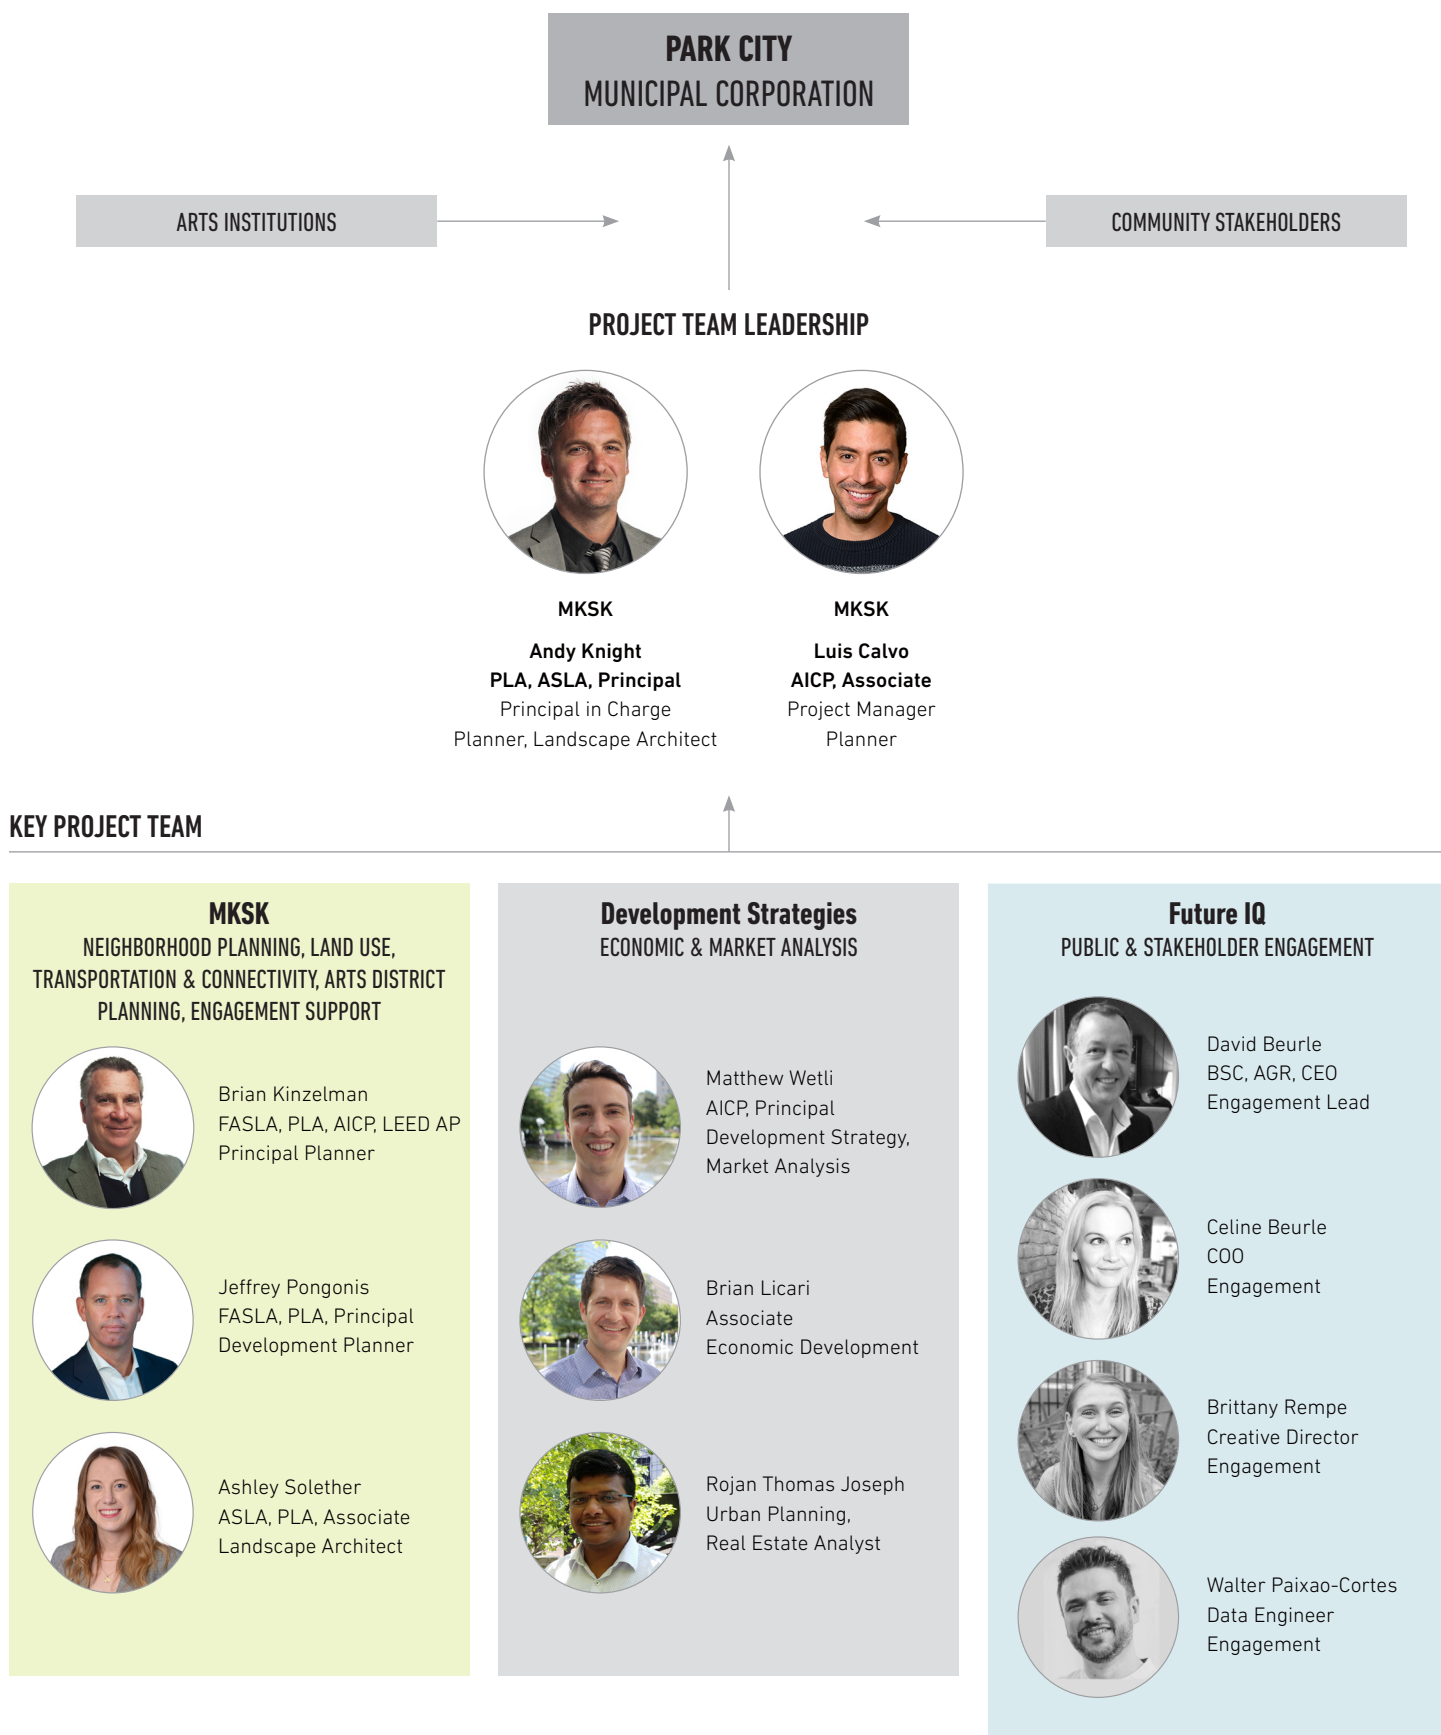 PARK CITY
MUNICIPAL CORPORATION
ARTS INSTITUTIONS
COMMUNITY STAKEHOLDERS
PROJECT TEAM LEADERSHIP
MKSK
Andy Knight
PLA, ASLA, Principal
Principal in Charge
Planner, Landscape Architect
MKSK
Luis Calvo
AICP, Associate
Project Manager
Planner
KEY PROJECT TEAM
MKSK
NEIGHBORHOOD PLANNING, LAND USE,
TRANSPORTATION & CONNECTIVITY, ARTS DISTRICT
PLANNING, ENGAGEMENT SUPPORT
Brian Kinzelman
FASLA, PLA, AICP, LEED AP
Principal Planner
Jeffrey Pongonis
FASLA, PLA, Principal
Development Planner
Ashley Solether
ASLA, PLA, Associate
Landscape Architect
Development Strategies
ECONOMIC & MARKET ANALYSIS
Matthew Wetli
AICP, Principal
Development Strategy,
Market Analysis
Brian Licari
Associate
Economic Development
Rojan Thomas Joseph
Urban Planning,
Real Estate Analyst
Future IQ
PUBLIC & STAKEHOLDER ENGAGEMENT
David Beurle
BSC, AGR, CEO
Engagement Lead
Celine Beurle
COO
Engagement
Brittany Rempe
Creative Director
Engagement
Walter Paixao-Cortes
Data Engineer
Engagement